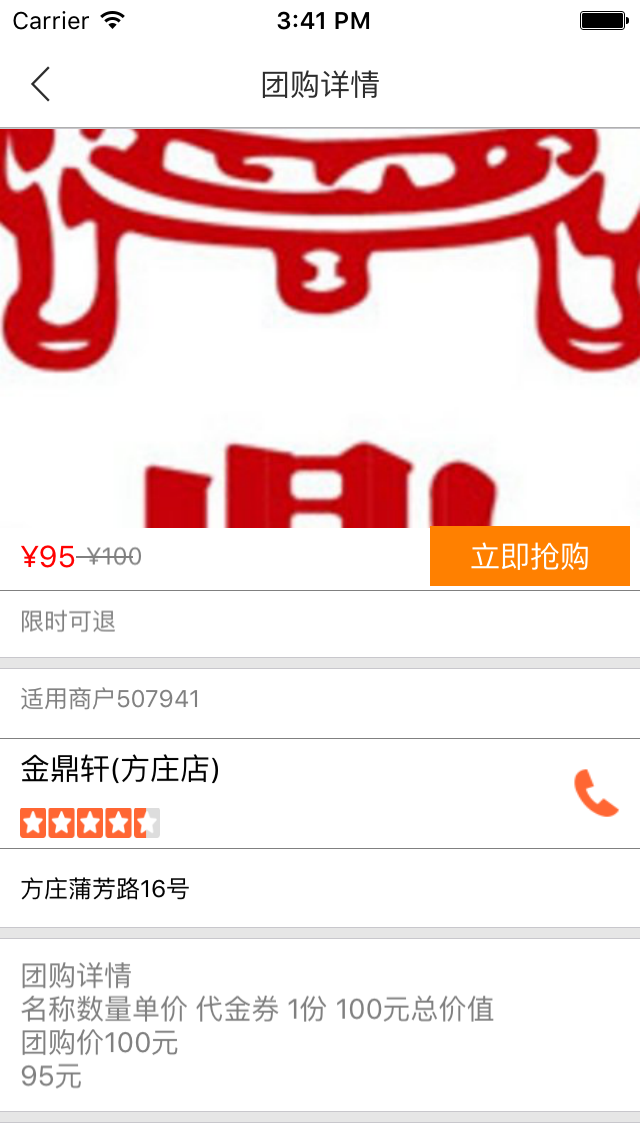 Carrier 3:41 PM
团购详情
¥95 ¥100 立即抢购
限时可退
适用商户507941
金鼎轩(方庄店)
方庄蒲芳路16号
团购详情
名称数量单价 代金券 1份 100元总价值
团购价100元
95元